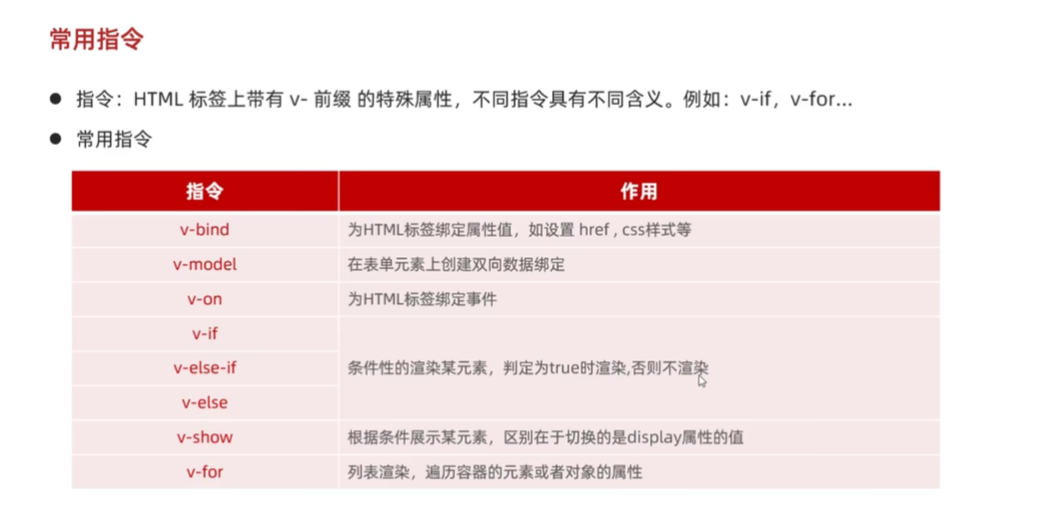 常用指令
指令：HTML 标签上带有 v- 前缀 的特殊属性，不同指令具有不同含义。例如：v-if，v-for...
常用指令
指令 作用
v-bind 为HTML标签绑定属性值，如设置 href , css样式等
v-model 在表单元素上创建双向数据绑定
v-on 为HTML标签绑定事件
v-if
v-else-if 条件性的渲染某元素，判定为true时渲染,否则不渲染
v-else
v-show 根据条件展示某元素，区别在于切换的是display属性的值
v-for 列表渲染，遍历容器的元素或者对象的属性